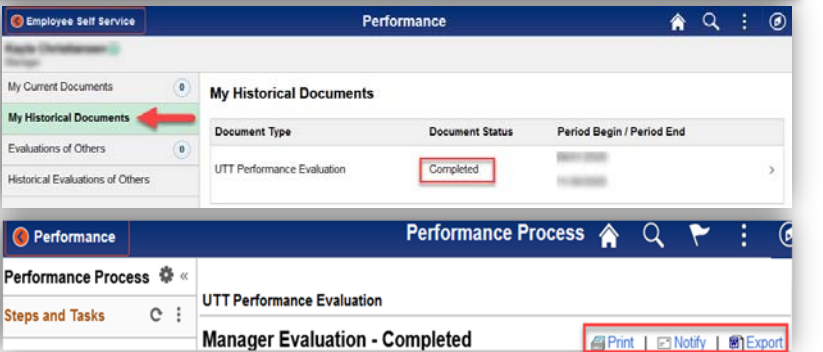 Employee Self Service
Performance
My Current Documents 0
My Historical Documents
Evaluations of Others 0
Historical Evaluations of Others
My Historical Documents
Document Type Document Status Period Begin / Period End
UTT Performance Evaluation Completed
Performance
Performance Process
Performance Process
Steps and Tasks
UTT Performance Evaluation
Manager Evaluation - Completed
Print | Notify | Export